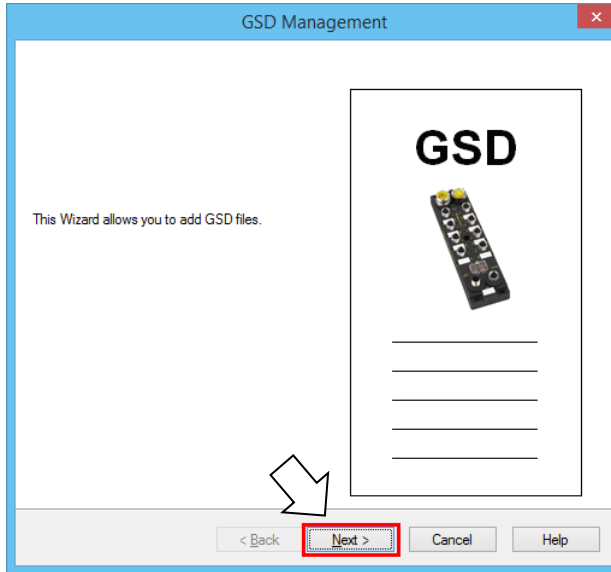 GSD Management
GSD
This Wizard allows you to add GSD files.
< Back
Next >
Cancel
Help